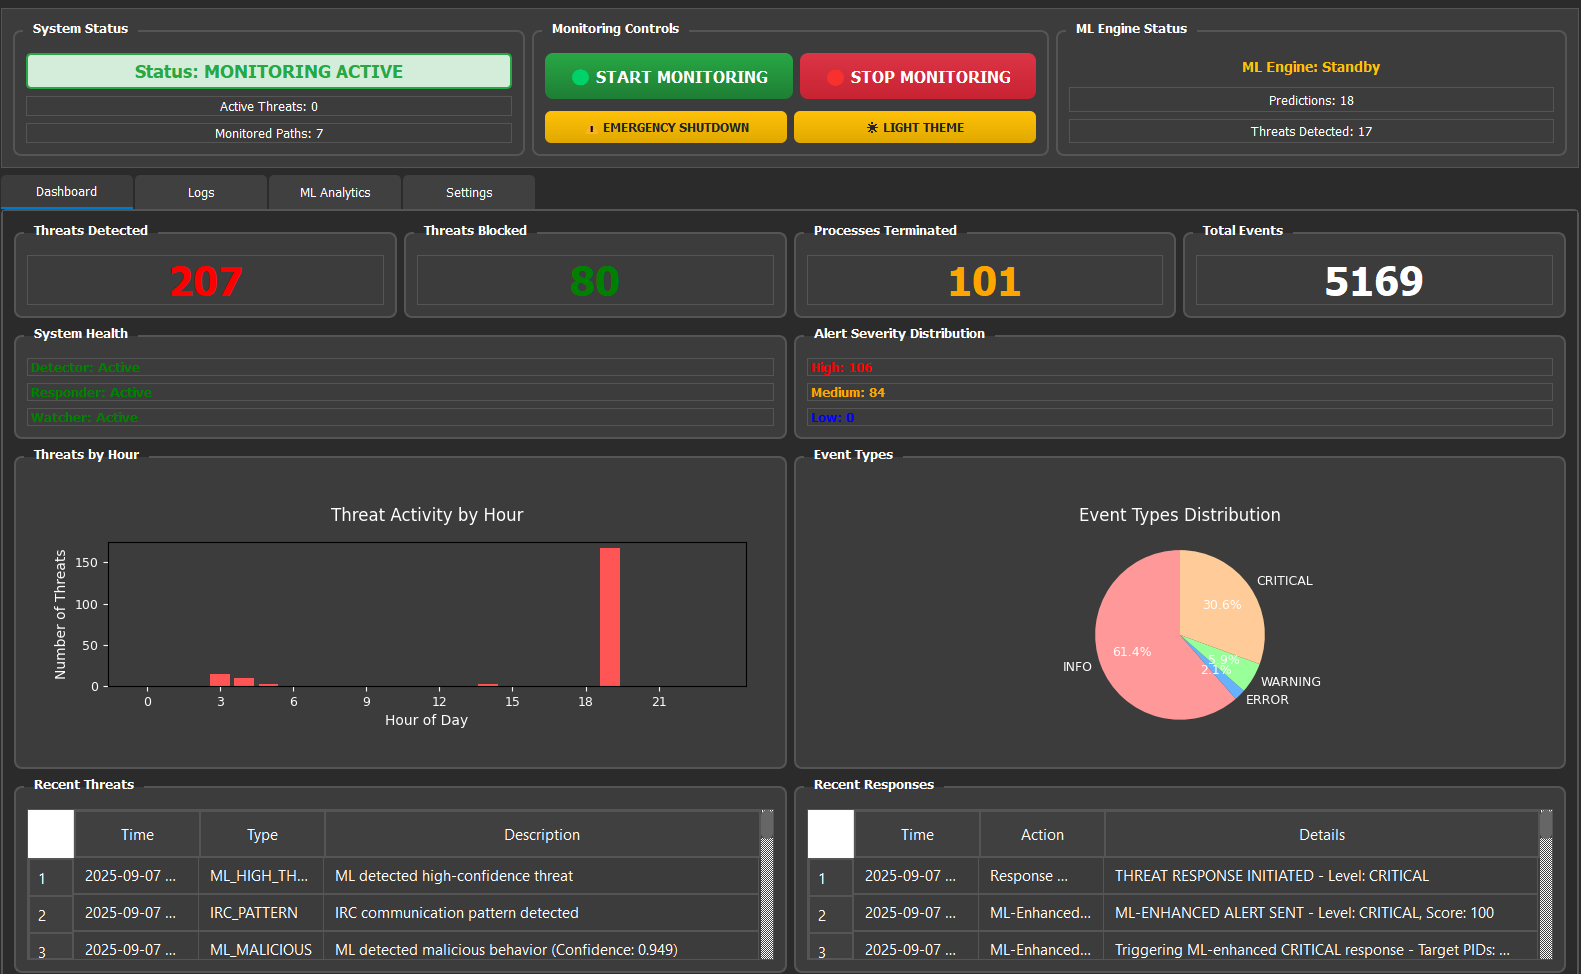 System Status
Status: MONITORING ACTIVE
Active Threats: 0
Monitored Paths: 7
Monitoring Controls
START MONITORING
STOP MONITORING
EMERGENCY SHUTDOWN
LIGHT THEME
ML Engine Status
ML Engine: Standby
Predictions: 18
Threats Detected: 17
Dashboard
Logs
ML Analytics
Settings
Threats Detected
207
Threats Blocked
80
Processes Terminated
101
Total Events
5169
System Health
Detector: Active
Responder: Active
Watcher: Active
Alert Severity Distribution
High: 106
Medium: 84
Low: 0
Threats by Hour
Threat Activity by Hour
Number of Threats
150
100
50
0
0 3 6 9 12 15 18 21
Hour of Day
Event Types
Event Types Distribution
CRITICAL
30.6%
61.4%
INFO
5.9%
2.1%
WARNING
ERROR
Recent Threats
Time Type Description
1 2025-09-07 ... ML_HIGH_TH... ML detected high-confidence threat
2 2025-09-07 ... IRC_PATTERN IRC communication pattern detected
3 2025-09-07 ... ML_MALICIOUS ML detected malicious behavior (Confidence: 0.949)
Recent Responses
Time Action Details
1 2025-09-07 ... Response ... THREAT RESPONSE INITIATED - Level: CRITICAL
2 2025-09-07 ... ML-Enhanced... ML-ENHANCED ALERT SENT - Level: CRITICAL, Score: 100
3 2025-09-07 ... ML-Enhanced... Triggering ML-enhanced CRITICAL response - Target PIDs: ...